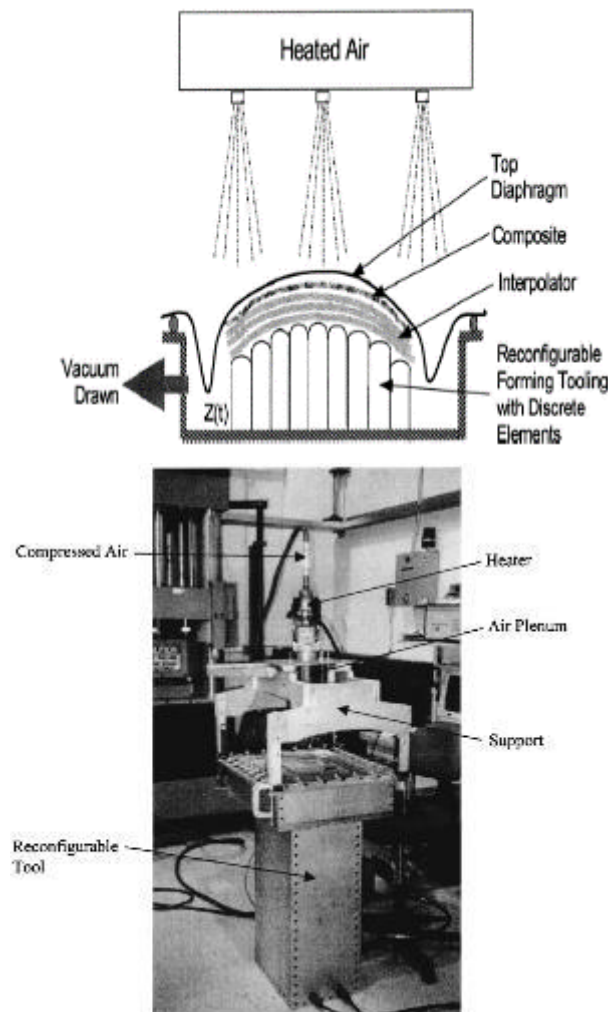 Heated Air
Top
Diaphragm
Composite
Interpolator
Reconfigurable
Forming Tooling
with Discrete
Elements
Vacuum
Drawn
Z(t)
Compressed Air
Heater
Air Plenum
Support
Reconfigurable
Tool